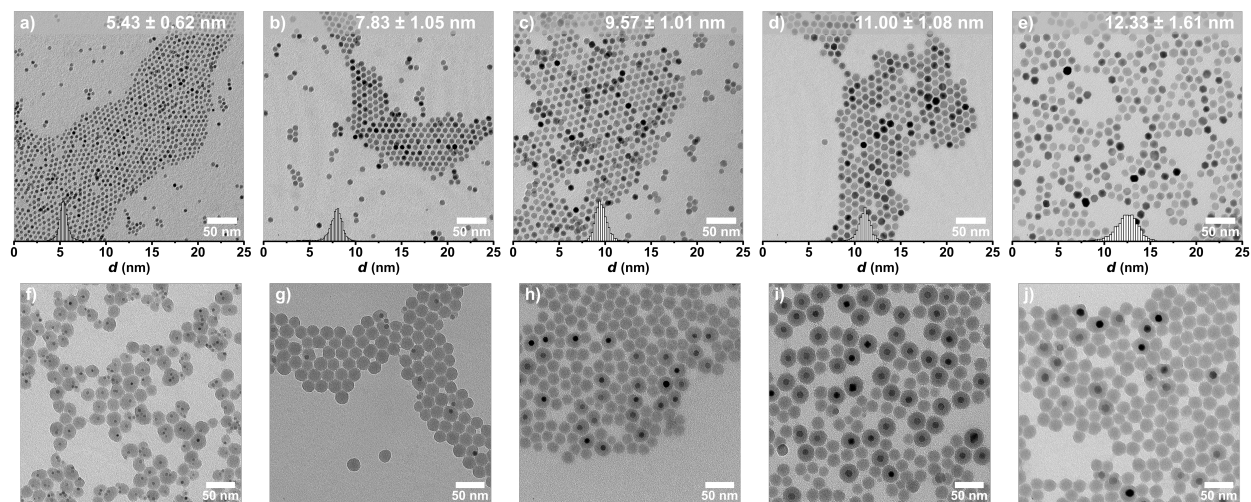 a) 5.43 ± 0.62 nm
50 nm
0 5 10 15 20 25
d (nm)
b) 7.83 ± 1.05 nm
50 nm
0 5 10 15 20 25
d (nm)
c) 9.57 ± 1.01 nm
50 nm
0 5 10 15 20 25
d (nm)
d) 11.00 ± 1.08 nm
50 nm
0 5 10 15 20 25
d (nm)
e) 12.33 ± 1.61 nm
50 nm
0 5 10 15 20 25
d (nm)
f)
50 nm
g)
50 nm
h)
50 nm
i)
50 nm
j)
50 nm